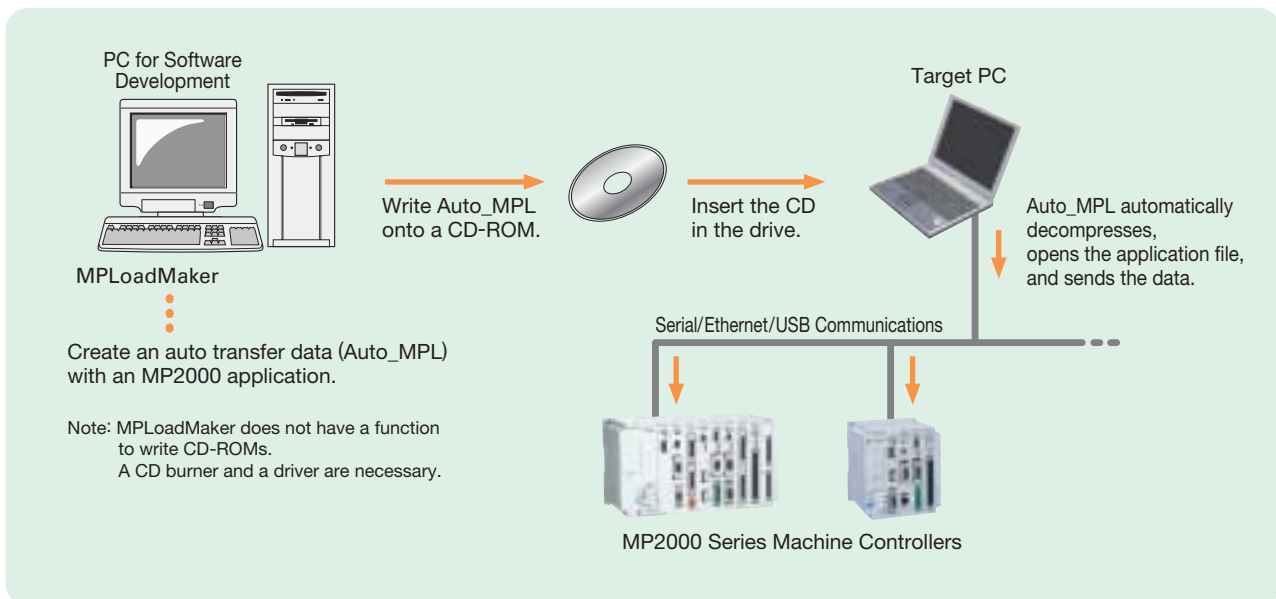 PC for Software
Development
MPLoadMaker
Create an auto transfer data (Auto_MPL)
with an MP2000 application.
Note: MPLoadMaker does not have a function
to write CD-ROMs.
A CD burner and a driver are necessary.
Write Auto_MPL
onto a CD-ROM.
Insert the CD
in the drive.
Target PC
Auto_MPL automatically
decompresses,
opens the application file,
and sends the data.
Serial/Ethernet/USB Communications
MP2000 Series Machine Controllers